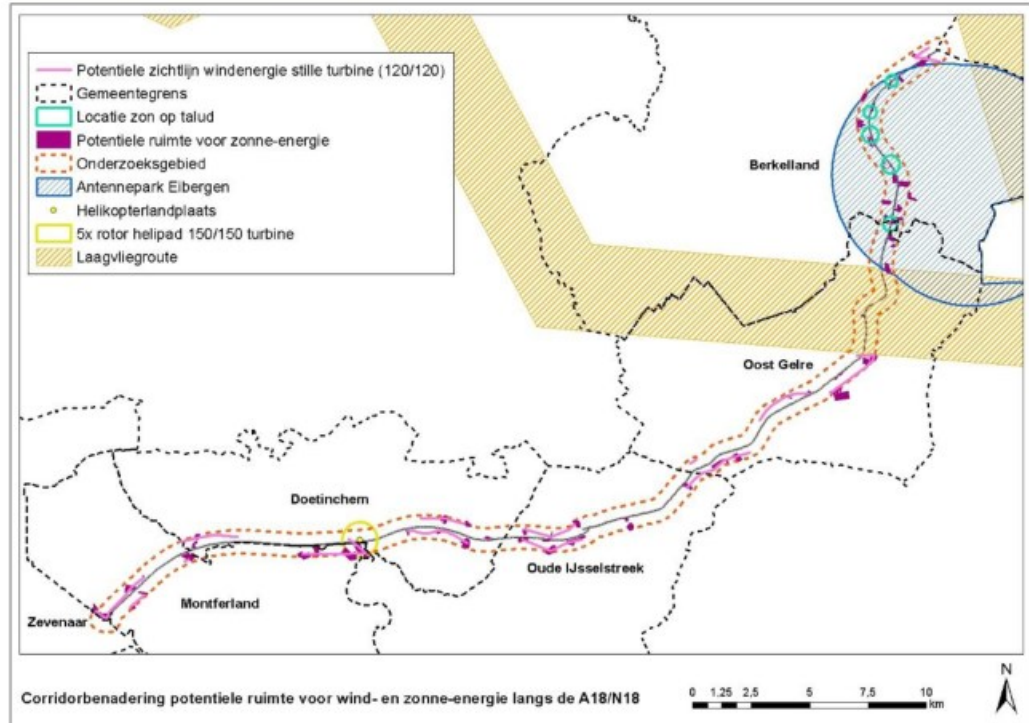 Potentiele zichtlijn windenergie stille turbine (120/120)
Gemeentegrens
Locatie zon op talud
Potentiele ruimte voor zonne-energie
Onderzoeksgebied
Antennepark Eibergen
Helikopterlandplaats
5x rotor helipad 150/150 turbine
Laagvliegroute
Berkelland
Oost Gelre
Doetinchem
Oude IJsselstreek
Montferland
Zevenaar
Corridorbenadering potentiele ruimte voor wind- en zonne-energie langs de A18/N18
0 1,25 2,5 5 7,5 10
km
N